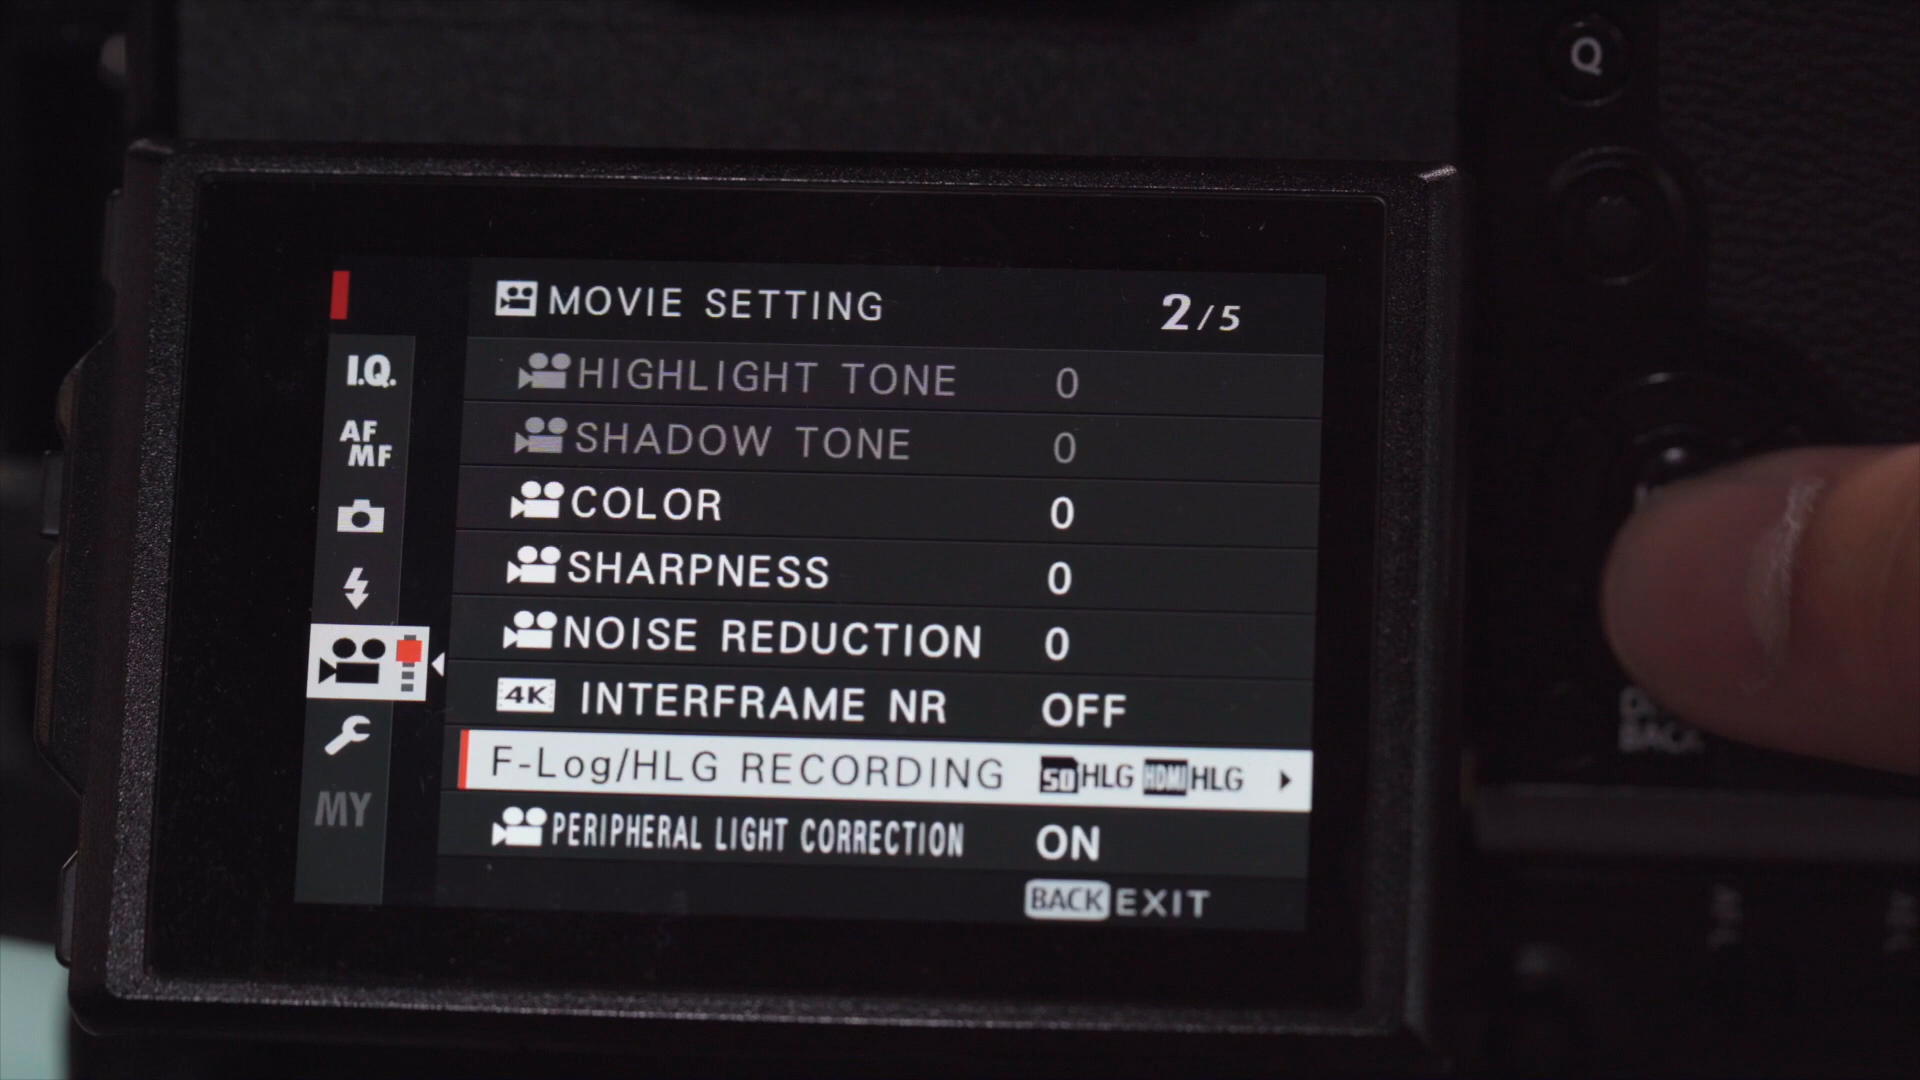 Q
MOVIE SETTING 2/5
I.Q. HIGHLIGHT TONE 0
AF
MF
SHADOW TONE 0
COLOR 0
SHARPNESS 0
NOISE REDUCTION 0
4K INTERFRAME NR OFF
F-Log/HLG RECORDING SD HLG HDMI HLG
MY PERIPHERAL LIGHT CORRECTION ON
BACK EXIT
BACK